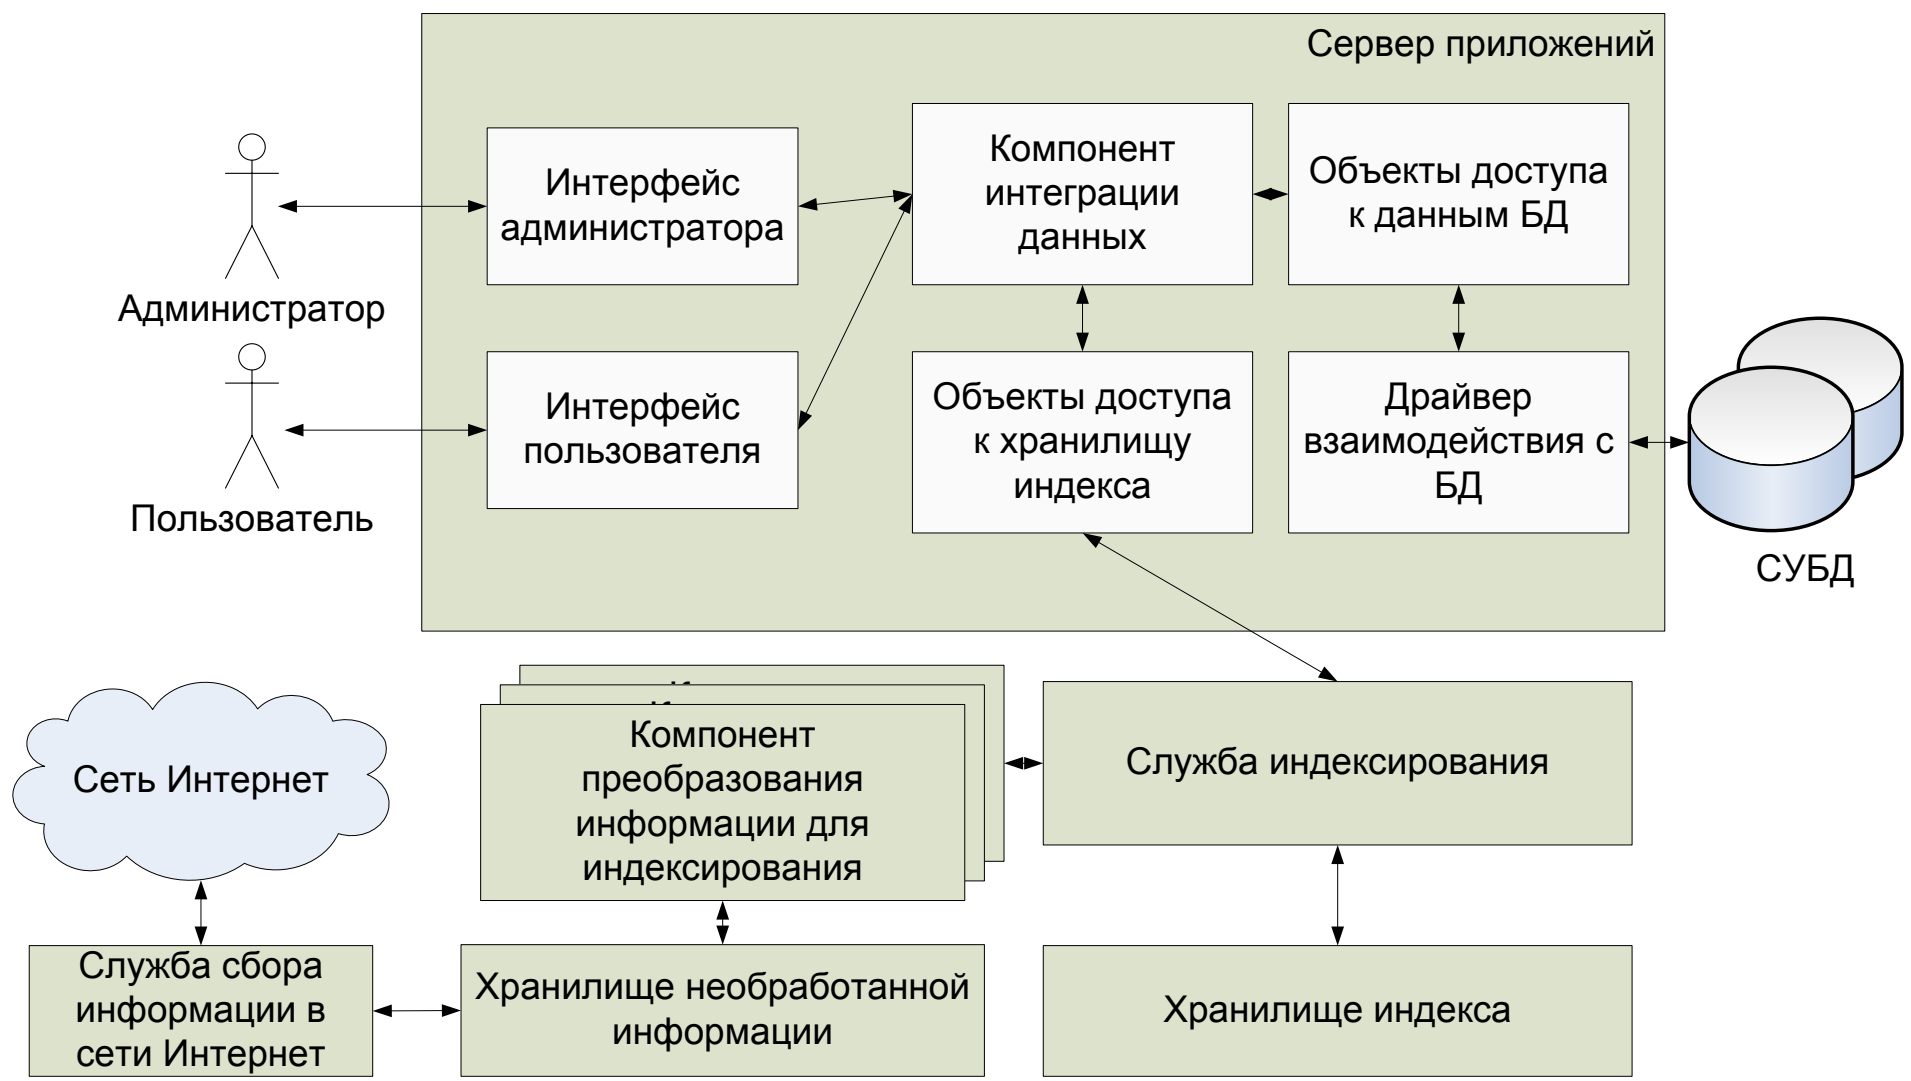 Сервер приложений
Интерфейс
администратора
Компонент
интеграции
данных
Объекты доступа
к данным БД
Администратор
Интерфейс
пользователя
Объекты доступа
к хранилищу
индекса
Драйвер
взаимодействия с
БД
Пользователь
СУБД
Сеть Интернет
Компонент
преобразования
информации для
индексирования
Служба индексирования
Служба сбора
информации в
сети Интернет
Хранилище необработанной
информации
Хранилище индекса